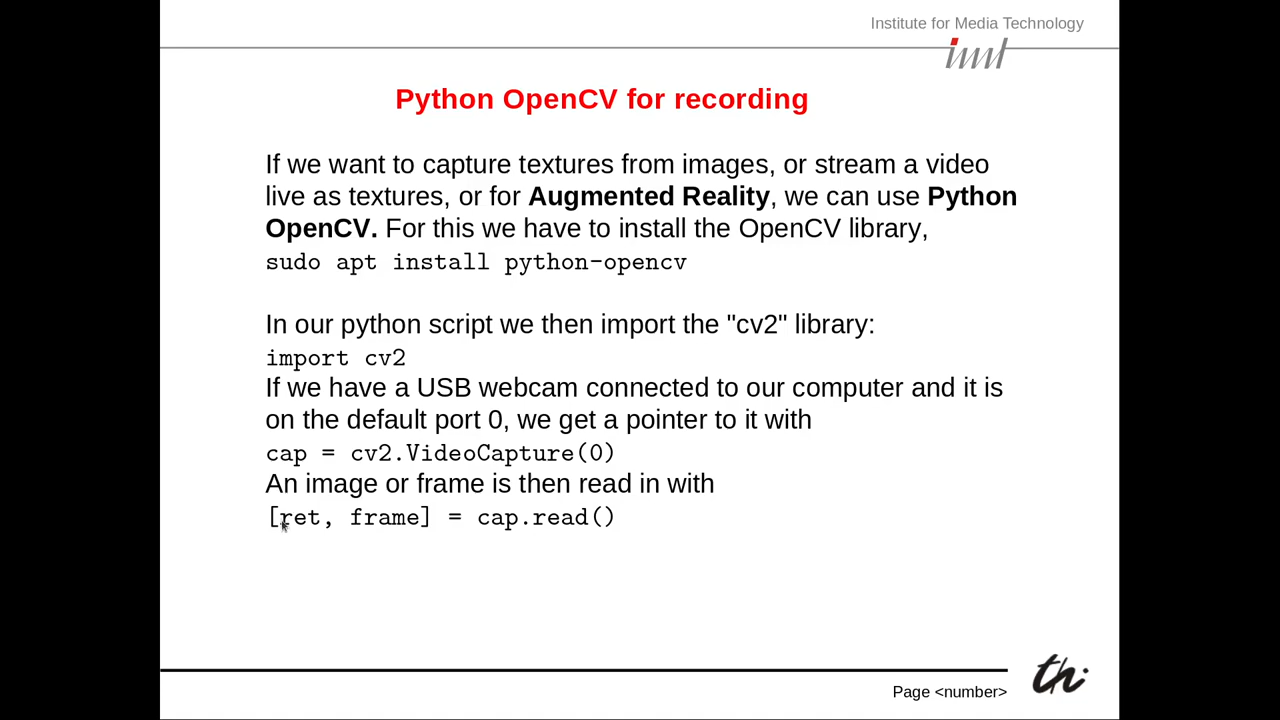 Institute for Media Technology
iml
Python OpenCV for recording
If we want to capture textures from images, or stream a video
live as textures, or for Augmented Reality, we can use Python
OpenCV. For this we have to install the OpenCV library,
sudo apt install python-opencv
In our python script we then import the "cv2" library:
import cv2
If we have a USB webcam connected to our computer and it is
on the default port 0, we get a pointer to it with
cap = cv2.VideoCapture(0)
An image or frame is then read in with
[ret, frame] = cap.read()
th
Page <number>